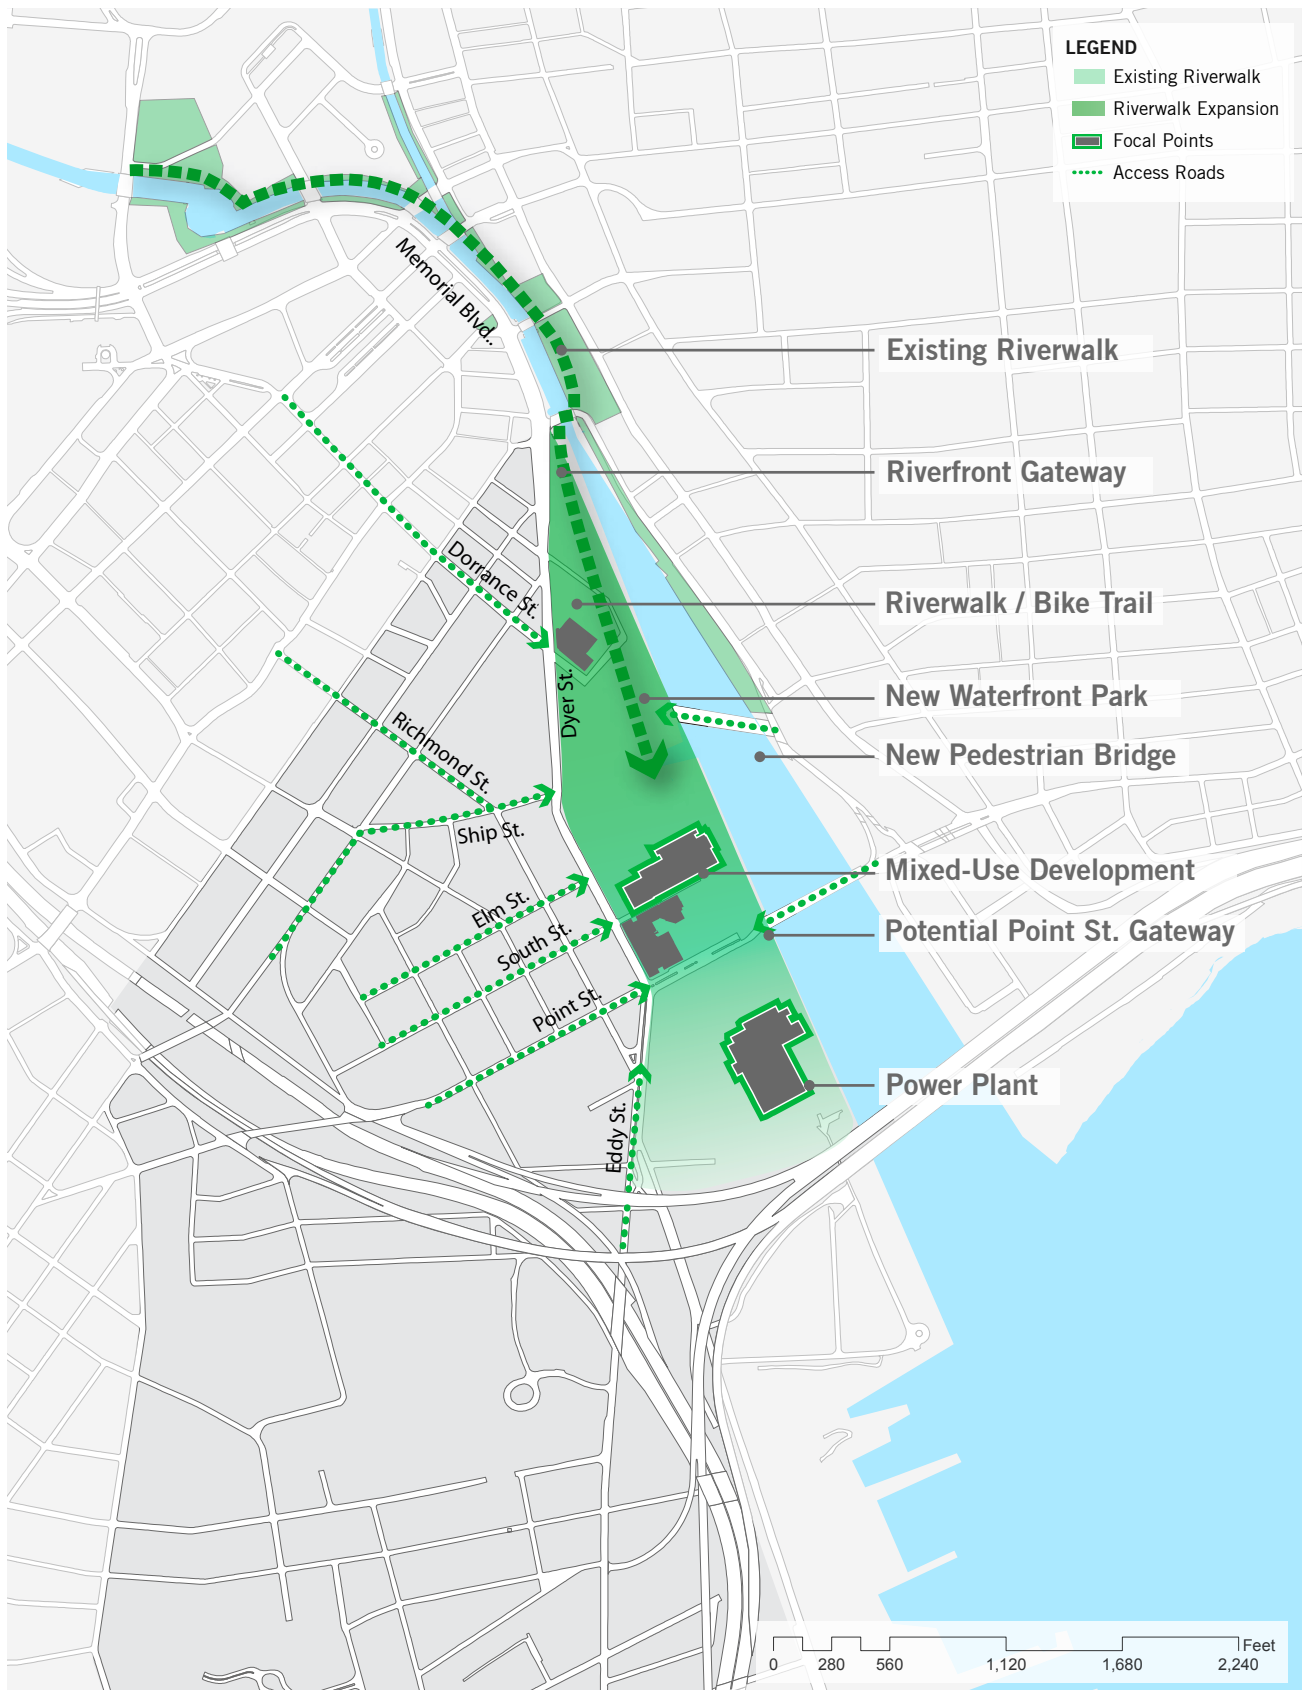 LEGEND
Existing Riverwalk
Riverwalk Expansion
Focal Points
Access Roads
Memorial Blvd..
Existing Riverwalk
Riverfront Gateway
Dorrance St.
Riverwalk / Bike Trail
Dyer St.
New Waterfront Park
Richmond St.
New Pedestrian Bridge
Ship St.
Mixed-Use Development
Elm St.
South St.
Potential Point St. Gateway
Point St.
Power Plant
Eddy St.
Feet
0 280 560 1,120 1,680 2,240